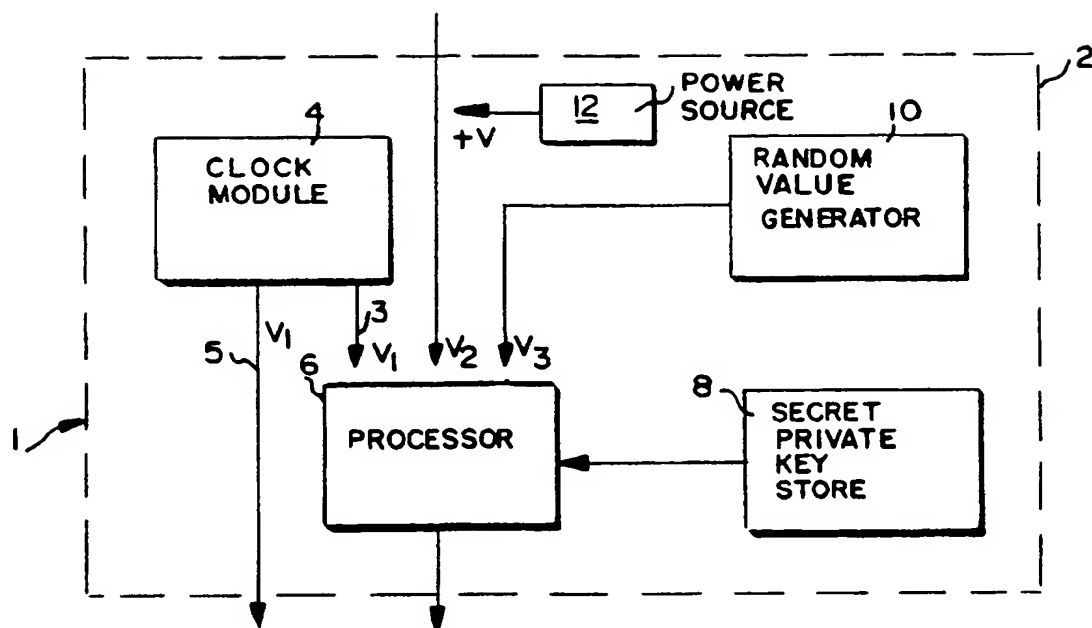 2
POWER
SOURCE
12
+V
4
CLOCK
MODULE
10
RANDOM
VALUE
GENERATOR
3
V1
5
V1
V2
V3
6
PROCESSOR
8
SECRET
PRIVATE
KEY
STORE
1